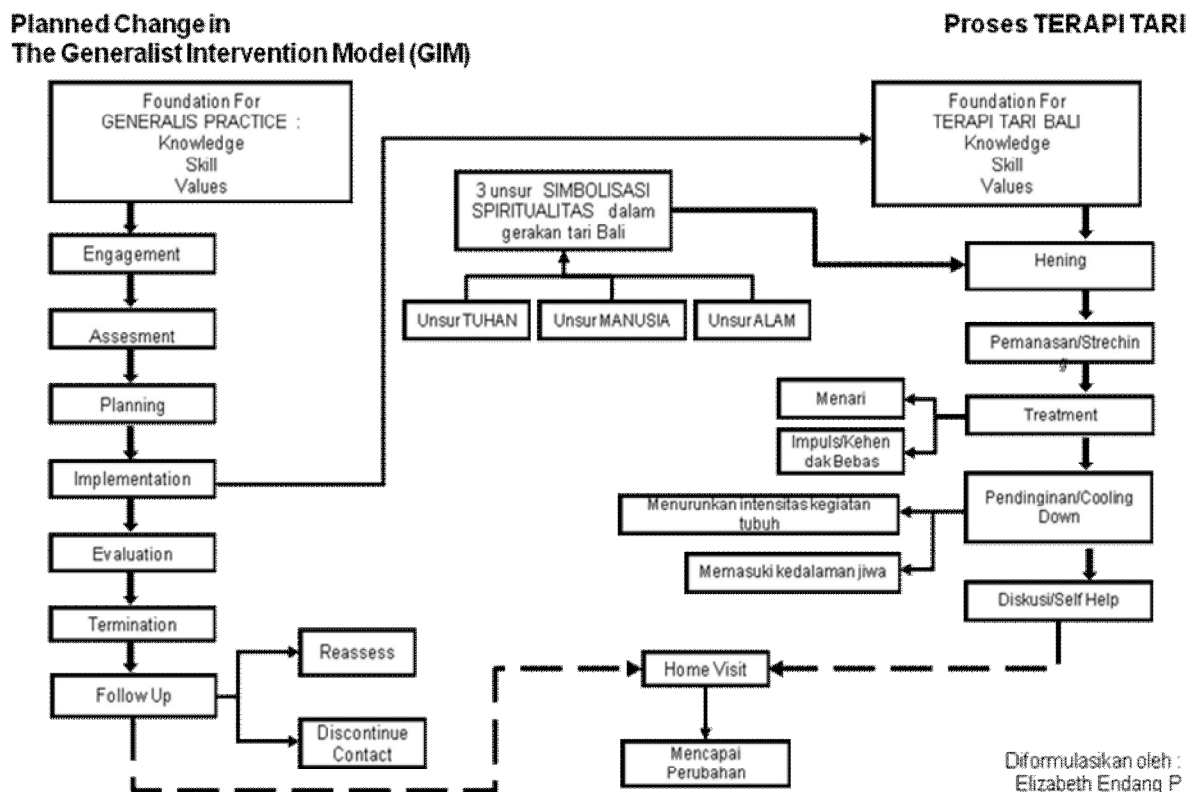 Planned Change in
The Generalist Intervention Model (GIM)
Proses TERAPI TARI
Foundation For
GENERALIS PRACTICE :
Knowledge
Skill
Values
Engagement
Assesment
Planning
Implementation
Evaluation
Termination
Follow Up
Reassess
Discontinue
Contact
3 unsur SIMBOLISASI
SPIRITUALITAS dalam
gerakan tari Bali
Unsur TUHAN
Unsur MANUSIA
Unsur ALAM
Foundation For
TERAPI TARI BALI
Knowledge
Skill
Values
Hening
Pemanasan/Strechin
g
Treatment
Menari
Impuls/Kehen
dak Bebas
Pendinginan/Cooling
Down
Menurunkan intensitas kegiatan
tubuh
Memasuki kedalaman jiwa
Diskusi/Self Help
Home Visit
Mencapai
Perubahan
Diformulasikan oleh :
Elizabeth Endang P